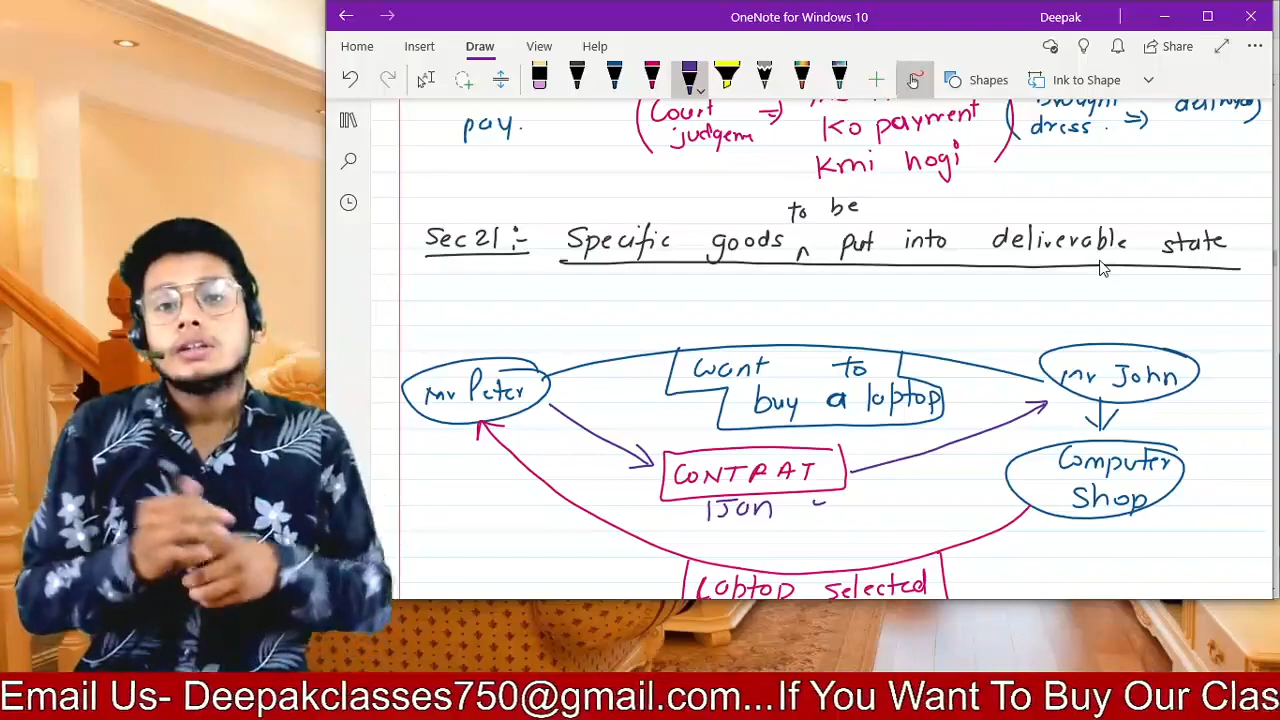 OneNote for Windows 10
Deepak
Home Insert Draw View Help
Share
Shapes
Ink to Shape
pay.
Court judgem
Ko payment
kmi hogi
dress.
to be
Sec 21 :- Specific goods ^ put into deliverable state
Mr Peter
want to
buy a laptop
Mr John
CONTRAT
1 Jan
Computer
Shop
laptop selected
Email Us- Deepakclasses750@gmail.com...If You Want To Buy Our Clas